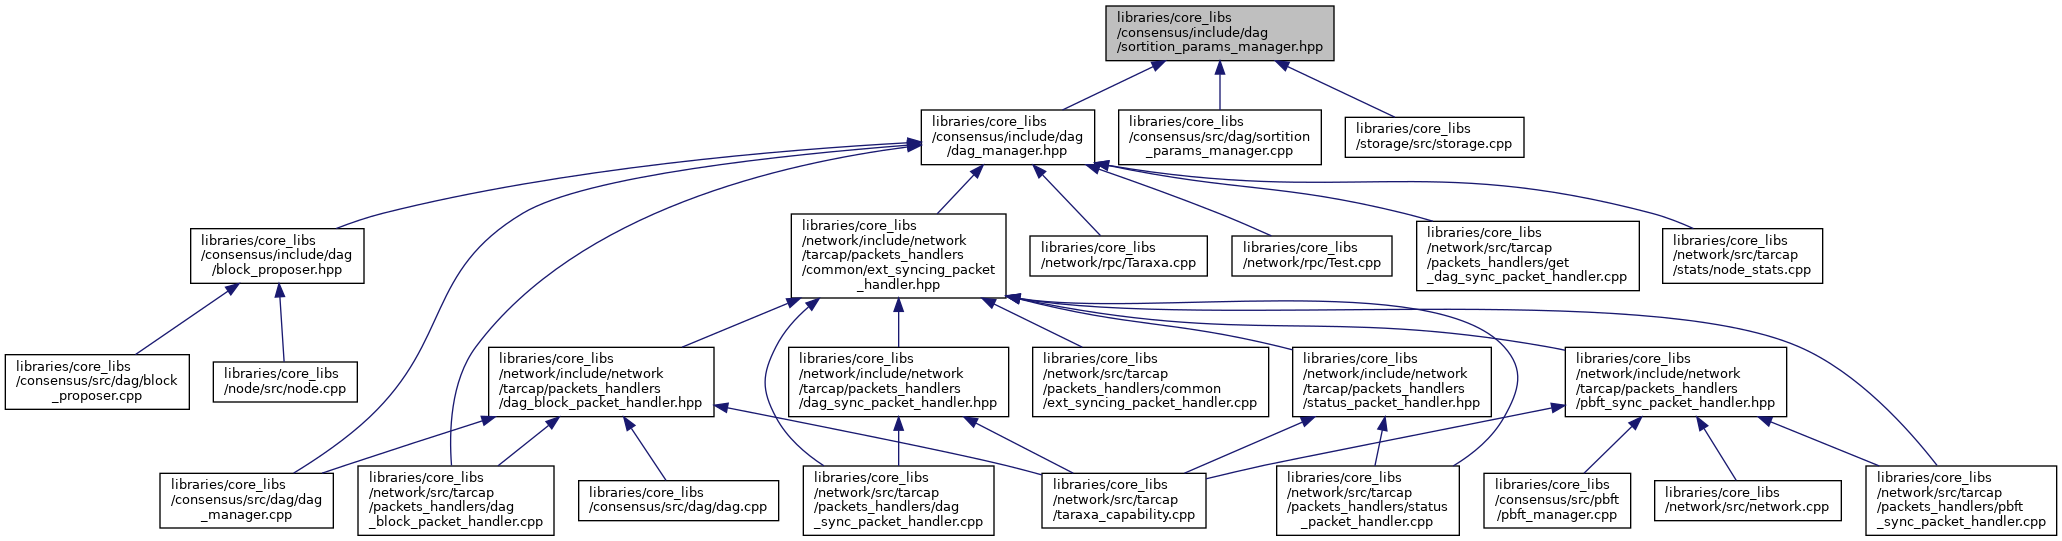 libraries/core_libs
/consensus/include/dag
/sortition_params_manager.hpp
libraries/core_libs
/consensus/include/dag
/dag_manager.hpp
libraries/core_libs
/consensus/src/dag/sortition
_params_manager.cpp
libraries/core_libs
/storage/src/storage.cpp
libraries/core_libs
/consensus/include/dag
/block_proposer.hpp
libraries/core_libs
/network/include/network
/tarcap/packets_handlers
/common/ext_syncing_packet
_handler.hpp
libraries/core_libs
/network/rpc/Taraxa.cpp
libraries/core_libs
/network/rpc/Test.cpp
libraries/core_libs
/network/src/tarcap
/packets_handlers/get
_dag_sync_packet_handler.cpp
libraries/core_libs
/network/src/tarcap
/stats/node_stats.cpp
libraries/core_libs
/consensus/src/dag/block
_proposer.cpp
libraries/core_libs
/node/src/node.cpp
libraries/core_libs
/network/include/network
/tarcap/packets_handlers
/dag_block_packet_handler.hpp
libraries/core_libs
/network/include/network
/tarcap/packets_handlers
/dag_sync_packet_handler.hpp
libraries/core_libs
/network/src/tarcap
/packets_handlers/common
/ext_syncing_packet_handler.cpp
libraries/core_libs
/network/include/network
/tarcap/packets_handlers
/status_packet_handler.hpp
libraries/core_libs
/network/include/network
/tarcap/packets_handlers
/pbft_sync_packet_handler.hpp
libraries/core_libs
/consensus/src/dag/dag
_manager.cpp
libraries/core_libs
/network/src/tarcap
/packets_handlers/dag
_block_packet_handler.cpp
libraries/core_libs
/consensus/src/dag/dag.cpp
libraries/core_libs
/network/src/tarcap
/packets_handlers/dag
_sync_packet_handler.cpp
libraries/core_libs
/network/src/tarcap
/taraxa_capability.cpp
libraries/core_libs
/network/src/tarcap
/packets_handlers/status
_packet_handler.cpp
libraries/core_libs
/consensus/src/pbft
/pbft_manager.cpp
libraries/core_libs
/network/src/network.cpp
libraries/core_libs
/network/src/tarcap
/packets_handlers/pbft
_sync_packet_handler.cpp